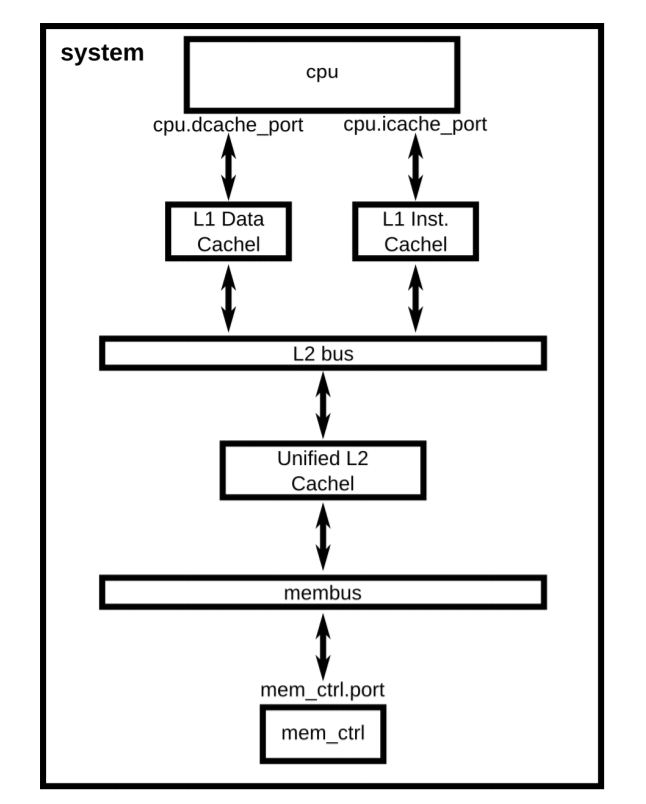 system
cpu
cpu.dcache_port
cpu.icache_port
L1 Data
Cachel
L1 Inst.
Cachel
L2 bus
Unified L2
Cachel
membus
mem_ctrl.port
mem_ctrl